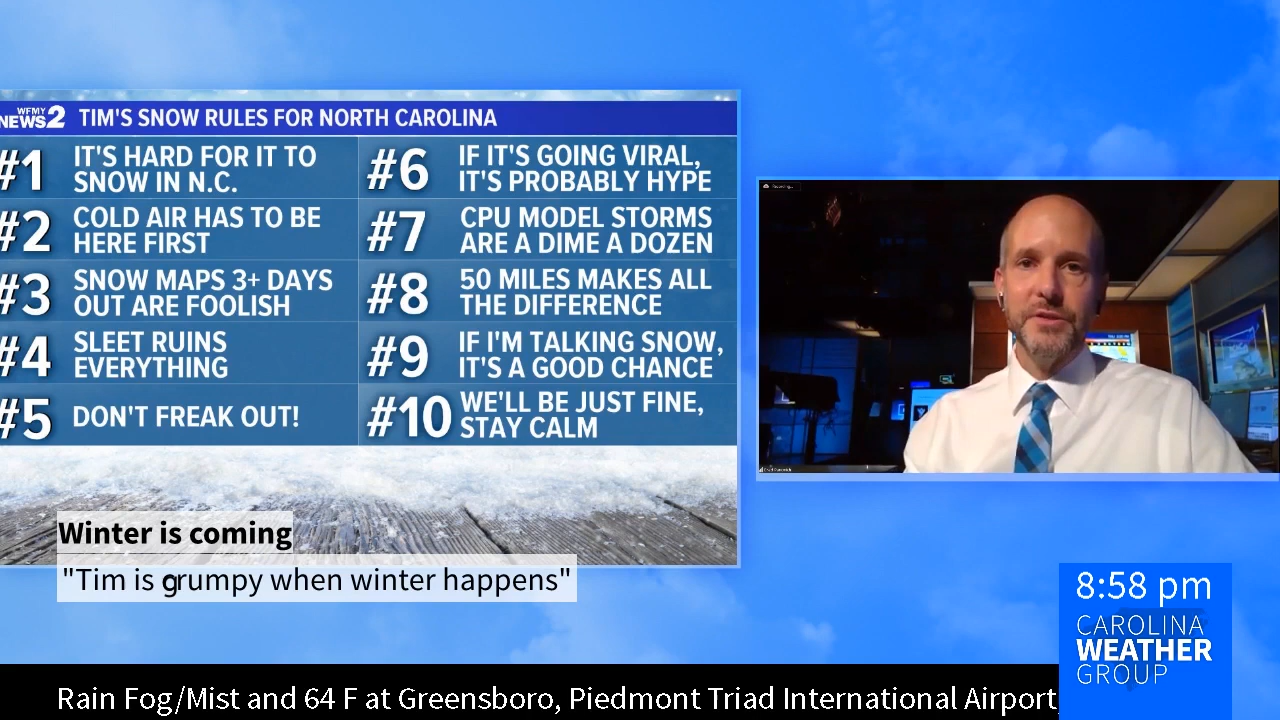 WFMY
NEWS 2
TIM'S SNOW RULES FOR NORTH CAROLINA
#1
IT'S HARD FOR IT TO
SNOW IN N.C.
#2
COLD AIR HAS TO BE
HERE FIRST
#3
SNOW MAPS 3+ DAYS
OUT ARE FOOLISH
#4
SLEET RUINS
EVERYTHING
#5
DON'T FREAK OUT!
#6
IF IT'S GOING VIRAL,
IT'S PROBABLY HYPE
#7
CPU MODEL STORMS
ARE A DIME A DOZEN
#8
50 MILES MAKES ALL
THE DIFFERENCE
#9
IF I'M TALKING SNOW,
IT'S A GOOD CHANCE
#10
WE'LL BE JUST FINE,
STAY CALM
Recording...
Winter is coming
"Tim is grumpy when winter happens"
8:58 pm
CAROLINA
WEATHER
GROUP
Rain Fog/Mist and 64 F at Greensboro, Piedmont Triad International Airport,